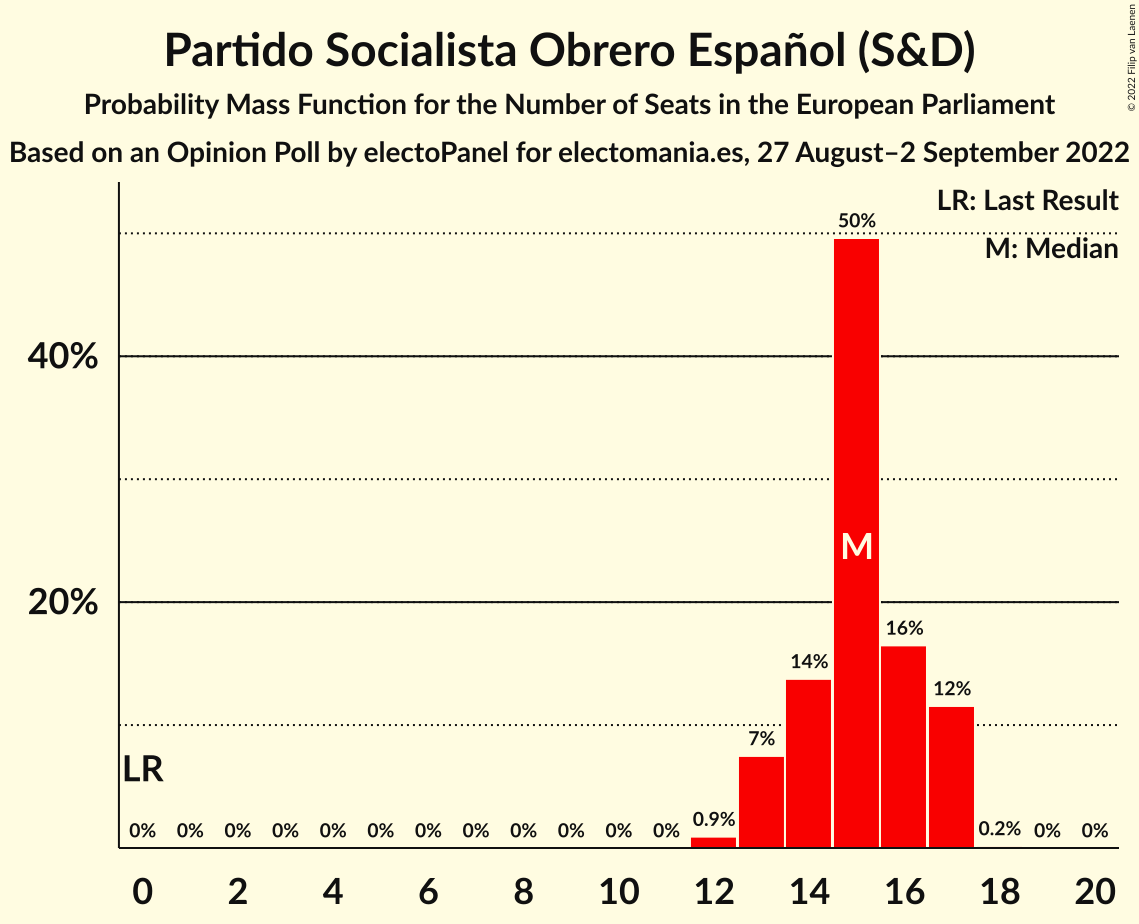 Partido Socialista Obrero Español (S&D)
Probability Mass Function for the Number of Seats in the European Parliament
Based on an Opinion Poll by electoPanel for electomania.es, 27 August–2 September 2022
© 2022 Filip van Laenen
LR: Last Result
M: Median
50%
40%
M
20%
16%
14%
12%
7%
LR
0% 0% 0% 0% 0% 0% 0% 0% 0% 0% 0% 0% 0.9% 0.2% 0% 0%
0 2 4 6 8 10 12 14 16 18 20